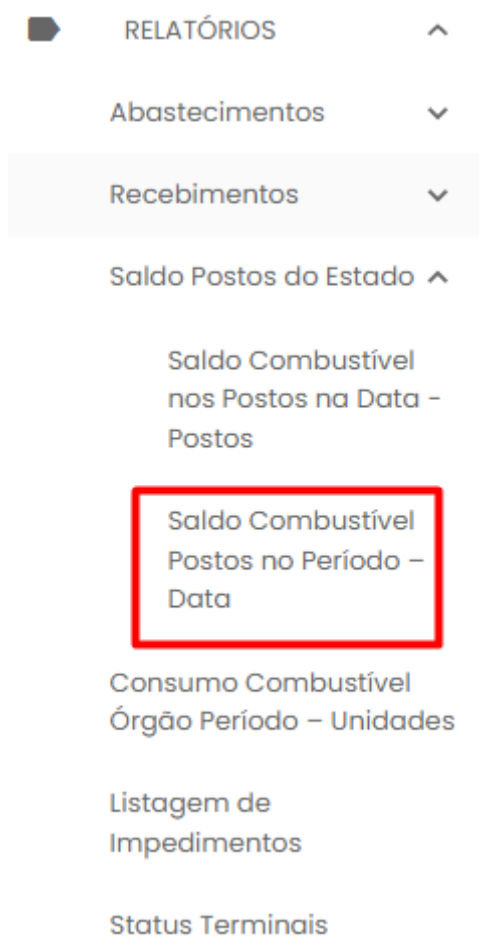 RELATÓRIOS
Abastecimentos
Recebimentos
Saldo Postos do Estado
Saldo Combustível
nos Postos na Data -
Postos
Saldo Combustível
Postos no Período –
Data
Consumo Combustível
Órgão Período – Unidades
Listagem de
Impedimentos
Status Terminais